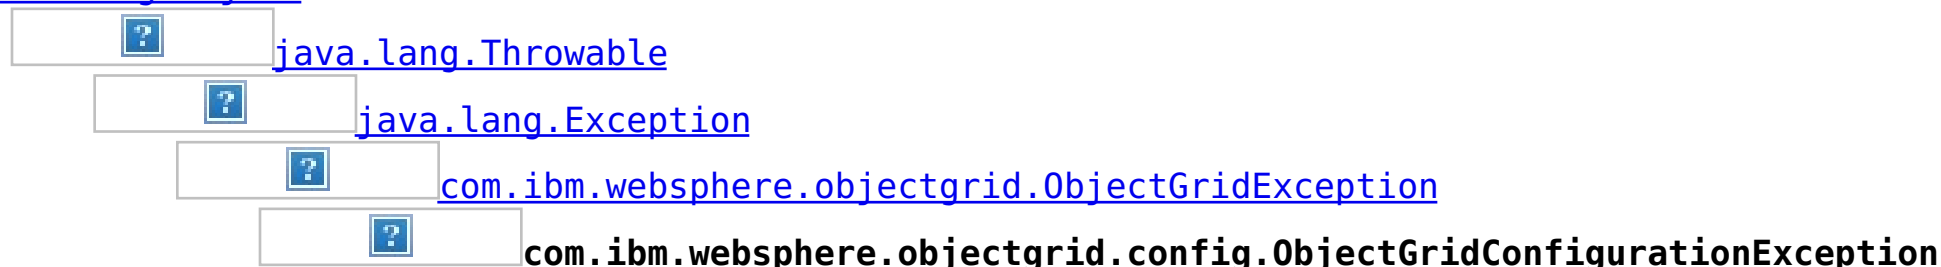 java.lang.Throwable
java.lang.Exception
com.ibm.websphere.objectgrid.ObjectGridException
com.ibm.websphere.objectgrid.config.ObjectGridConfigurationException